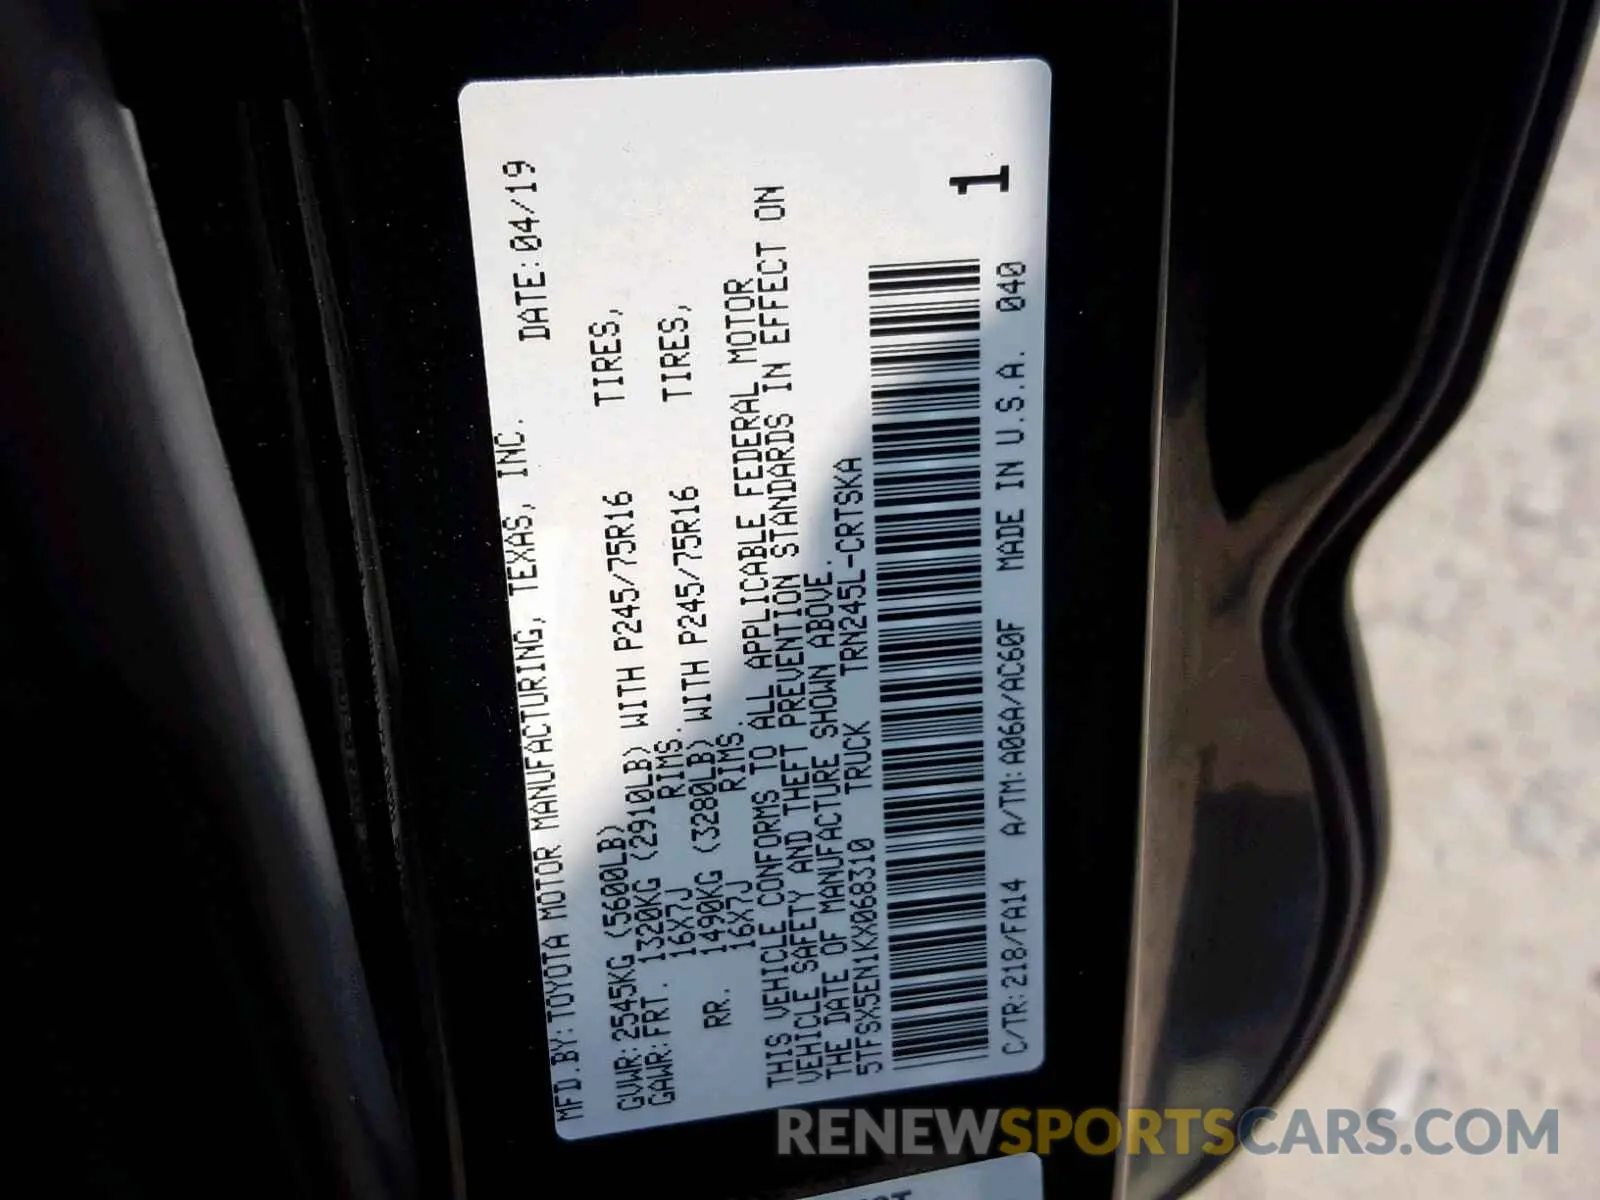 MFD.BY:TOYOTA MOTOR MANUFACTURING, TEXAS, INC. DATE:04/19
GVWR:2545KG (5600LB)
GAWR:FRT. 1320KG (2910LB) WITH P245/75R16 TIRES,
16X7J RIMS.
RR. 1490KG (3280LB) WITH P245/75R16 TIRES,
16X7J RIMS.
THIS VEHICLE CONFORMS TO ALL APPLICABLE FEDERAL MOTOR
VEHICLE SAFETY AND THEFT PREVENTION STANDARDS IN EFFECT ON
THE DATE OF MANUFACTURE SHOWN ABOVE.
5TFSX5EN1KX068310 TRUCK TRN245L-CRTSKA
C/TR:218/FA14 A/TM:A06A/AC60F MADE IN U.S.A. 040
1
RENEWSPORTSCARS.COM